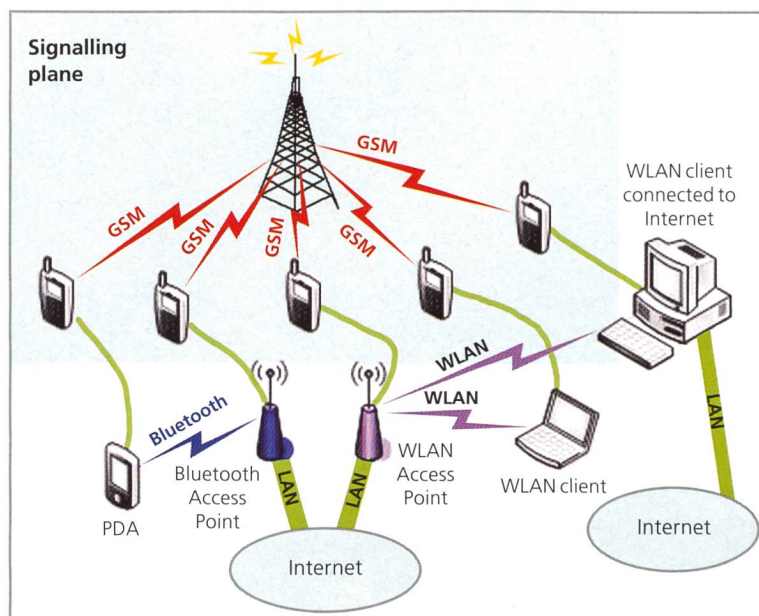 Signalling
plane
GSM
GSM
GSM
GSM
GSM
WLAN client
connected to
Internet
WLAN
WLAN
LAN
Bluetooth
PDA
Bluetooth
Access
Point
LAN
LAN
WLAN
Access
Point
WLAN client
Internet
Internet